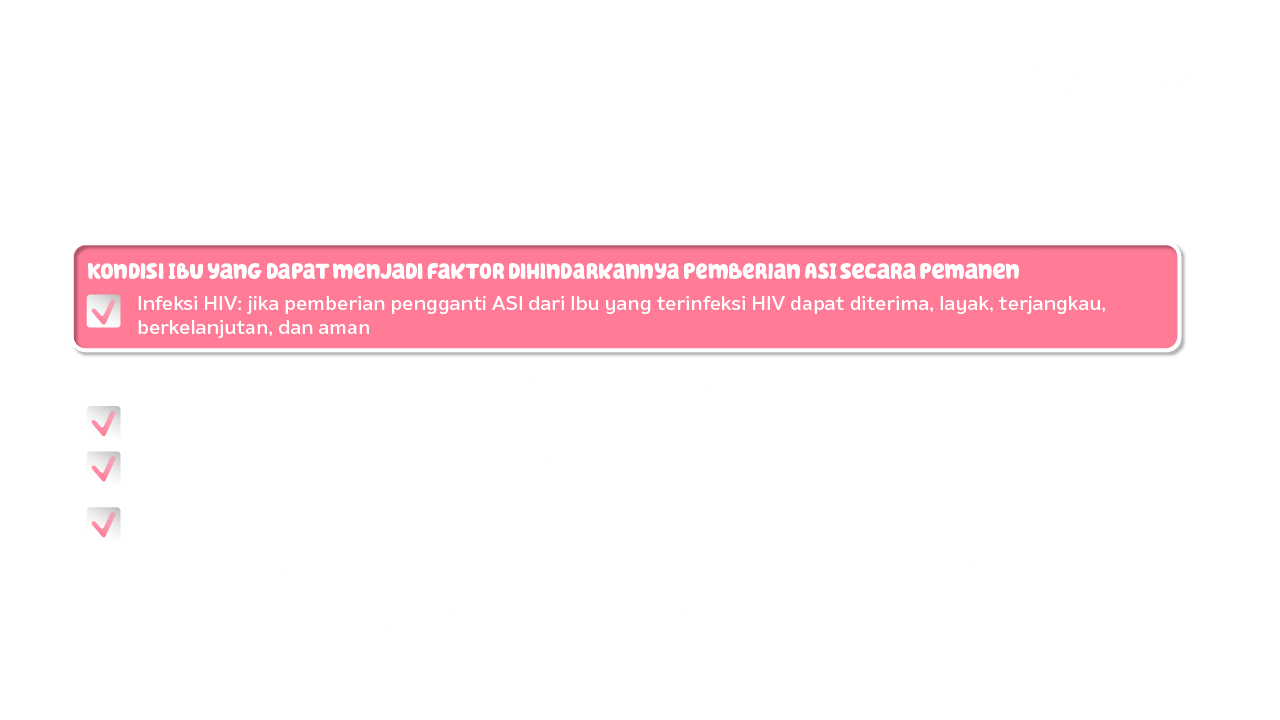 Kondisi Ibu yang dapat menjadi faktor dihindarkannya pemberian ASI secara pemanen
Infeksi HIV: jika pemberian pengganti ASI dari Ibu yang terinfeksi HIV dapat diterima, layak, terjangkau,
berkelanjutan, dan aman